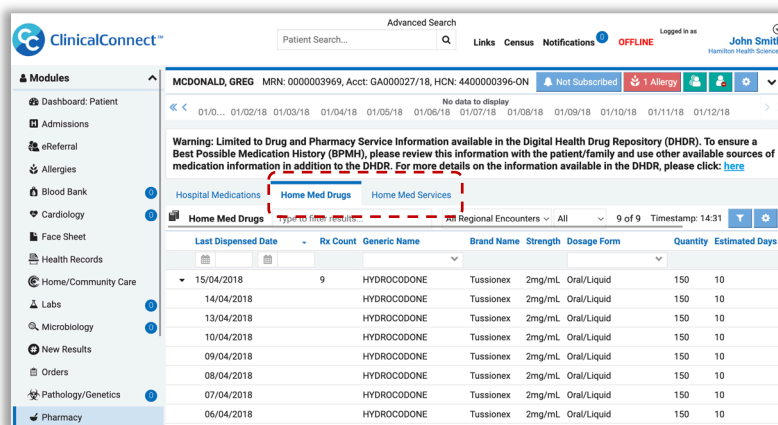 Advanced Search
ClinicalConnect™
Patient Search...
Links Census Notifications 0 OFFLINE
Logged in as
John Smith
Hamilton Health Science
Modules
MCDONALD, GREG MRN: 0000003969, Acct: GA000027/18, HCN: 4400000396-ON
Not Subscribed
1 Allergy
No data to display
01/0... 01/02/18 01/03/18 01/04/18 01/05/18 01/06/18 01/07/18 01/08/18 01/09/18 01/10/18 01/11/18 01/12/18
Dashboard: Patient
Admissions
eReferral
Allergies
Blood Bank 0
Cardiology 0
Face Sheet
Health Records
Home/Community Care
Labs 0
Microbiology 0
New Results
Orders
Pathology/Genetics 0
Pharmacy
Warning: Limited to Drug and Pharmacy Service Information available in the Digital Health Drug Repository (DHDR). To ensure a
Best Possible Medication History (BPMH), please review this information with the patient/family and use other available sources of
medication information in addition to the DHDR. For more details on the information available in the DHDR, please click: here
Hospital Medications Home Med Drugs Home Med Services
Home Med Drugs Type to filter results... All Regional Encounters All 9 of 9 Timestamp: 14:31
Last Dispensed Date Rx Count Generic Name Brand Name Strength Dosage Form Quantity Estimated Days
15/04/2018 9 HYDROCODONE Tussionex 2mg/mL Oral/Liquid 150 10
14/04/2018 HYDROCODONE Tussionex 2mg/mL Oral/Liquid 150 10
13/04/2018 HYDROCODONE Tussionex 2mg/mL Oral/Liquid 150 10
10/04/2018 HYDROCODONE Tussionex 2mg/mL Oral/Liquid 150 10
09/04/2018 HYDROCODONE Tussionex 2mg/mL Oral/Liquid 150 10
08/04/2018 HYDROCODONE Tussionex 2mg/mL Oral/Liquid 150 10
07/04/2018 HYDROCODONE Tussionex 2mg/mL Oral/Liquid 150 10
06/04/2018 HYDROCODONE Tussionex 2mg/mL Oral/Liquid 150 10